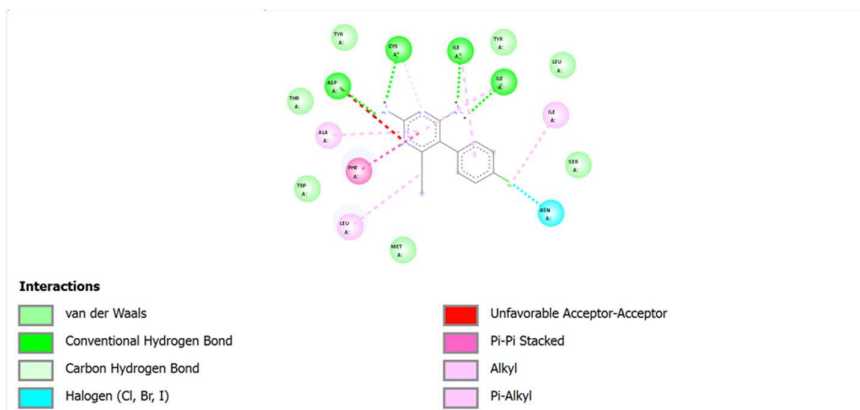 TYR
A:
CYS
A:
ILE
A:
TYR
A:
LEU
A:
ASP
A:
ILE
A:
THR
A:
ILE
A:
ALA
A:
PHE
A:
SER
A:
TRP
A:
ASN
A:
LEU
A:
MET
A:
Interactions
van der Waals
Conventional Hydrogen Bond
Carbon Hydrogen Bond
Halogen (Cl, Br, I)
Unfavorable Acceptor-Acceptor
Pi-Pi Stacked
Alkyl
Pi-Alkyl